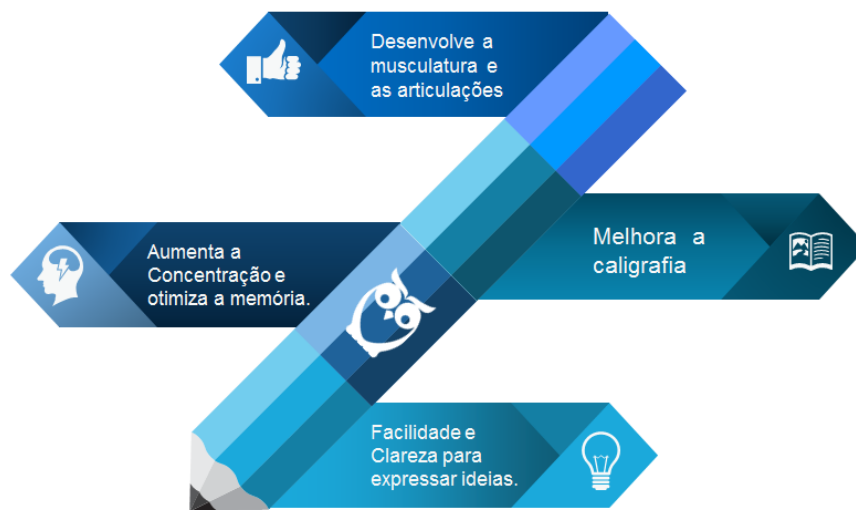 Desenvolve a
musculatura e
as articulações
Aumenta a
Concentração e
otimiza a memória.
Melhora a
caligrafia
Facilidade e
Clareza para
expressar ideias.